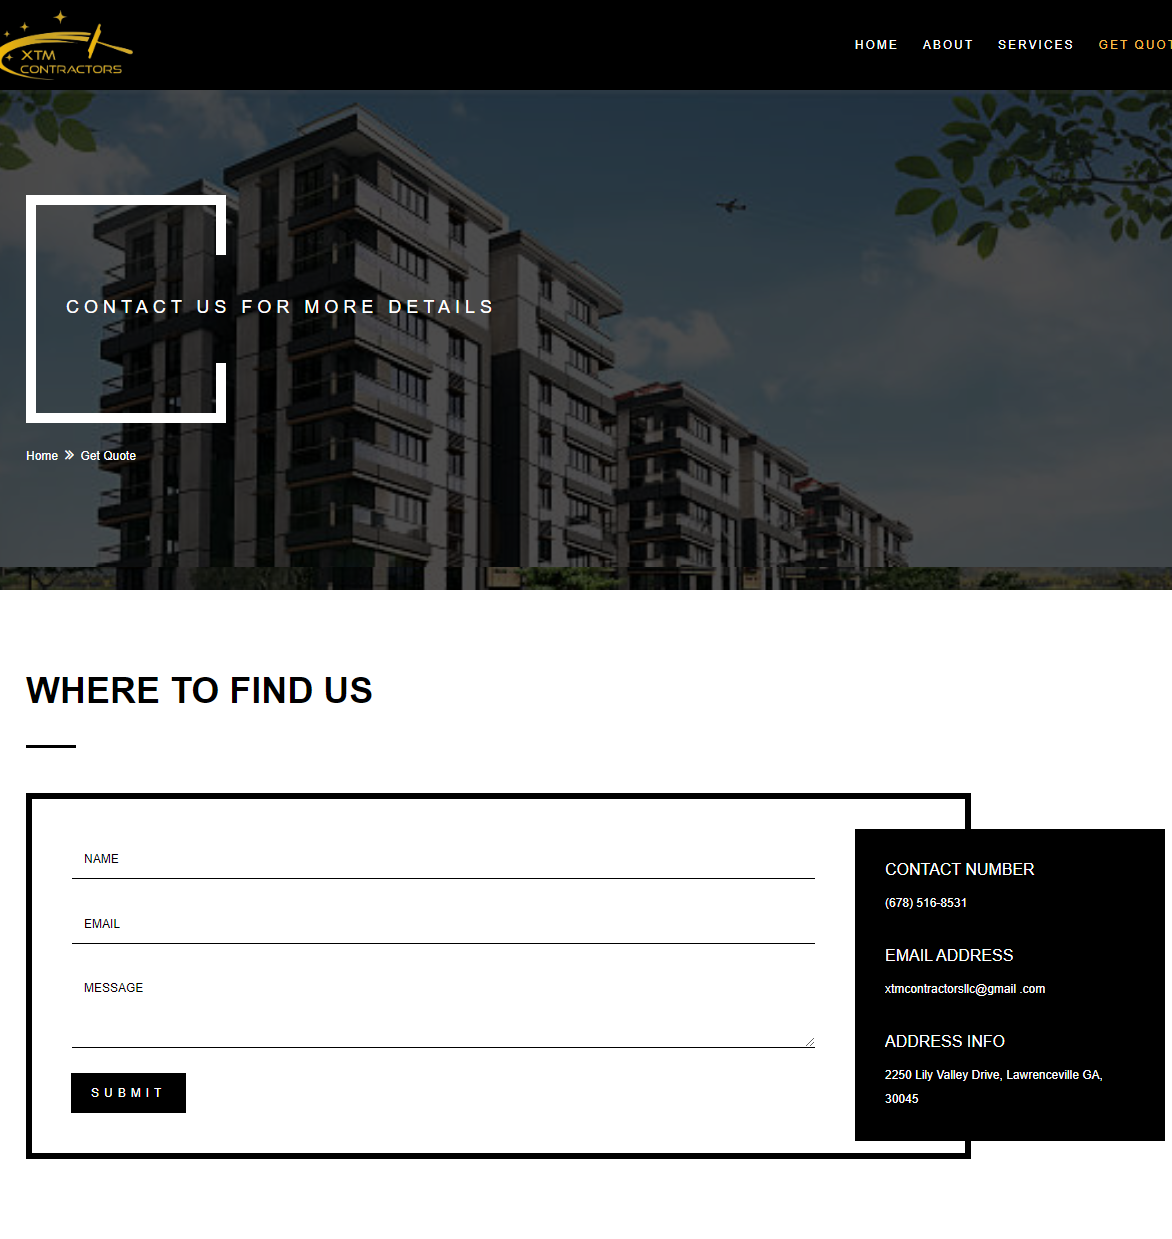 XTM
CONTRACTORS
HOME ABOUT SERVICES GET QUOT
CONTACT US FOR MORE DETAILS
Home » Get Quote
WHERE TO FIND US
NAME
EMAIL
MESSAGE
SUBMIT
CONTACT NUMBER
(678) 516-8531
EMAIL ADDRESS
xtmcontractorsllc@gmail .com
ADDRESS INFO
2250 Lily Valley Drive, Lawrenceville GA,
30045